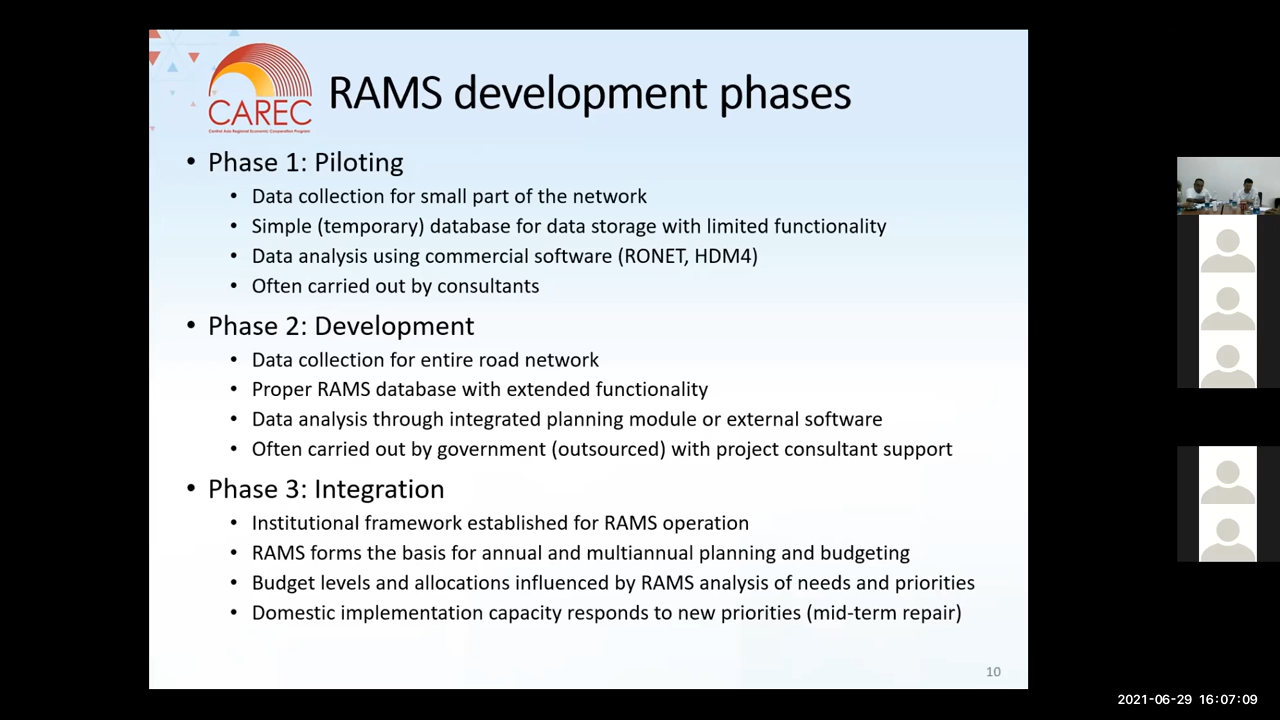 CAREC
Central Asia Regional Economic Cooperation Program
RAMS development phases
• Phase 1: Piloting
• Data collection for small part of the network
• Simple (temporary) database for data storage with limited functionality
• Data analysis using commercial software (RONET, HDM4)
• Often carried out by consultants
• Phase 2: Development
• Data collection for entire road network
• Proper RAMS database with extended functionality
• Data analysis through integrated planning module or external software
• Often carried out by government (outsourced) with project consultant support
• Phase 3: Integration
• Institutional framework established for RAMS operation
• RAMS forms the basis for annual and multiannual planning and budgeting
• Budget levels and allocations influenced by RAMS analysis of needs and priorities
• Domestic implementation capacity responds to new priorities (mid-term repair)
10
2021-06-29 16:07:09